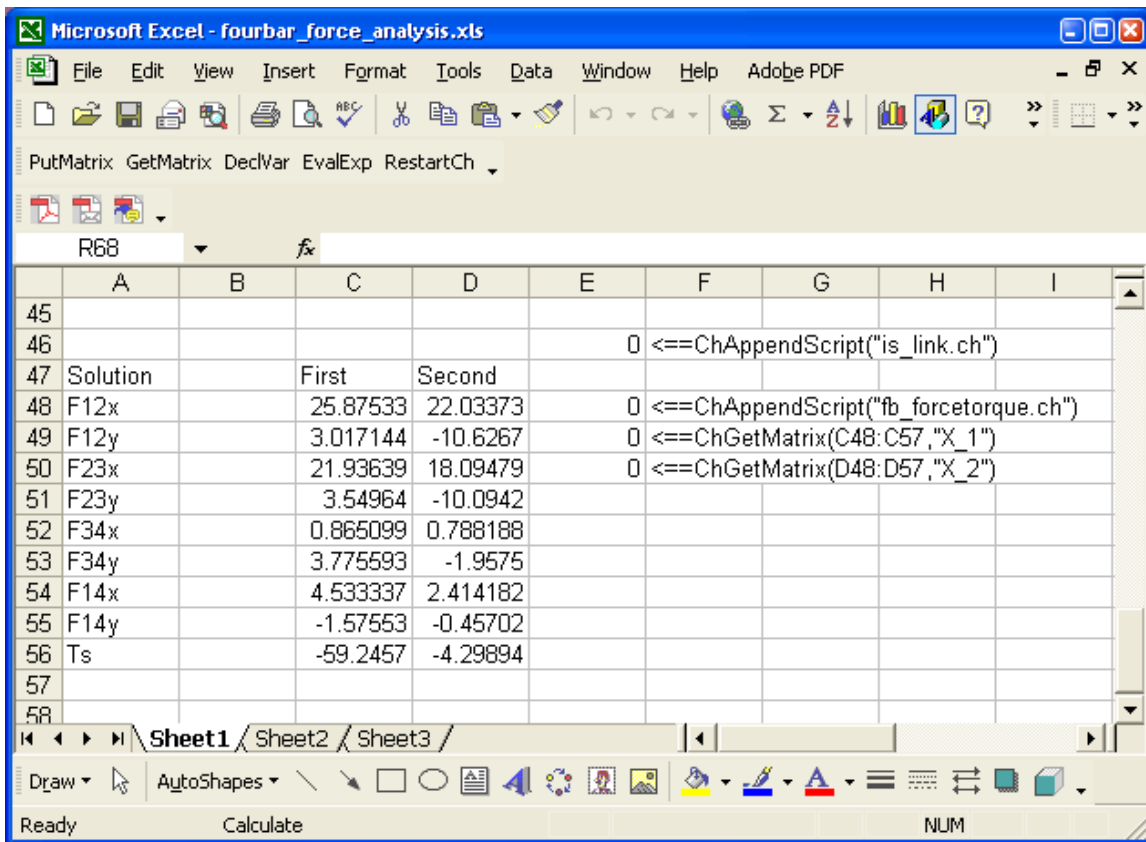 Microsoft Excel - fourbar_force_analysis.xls
File Edit View Insert Format Tools Data Window Help Adobe PDF
ABC Σ A Z ?
PutMatrix GetMatrix DeclVar EvalExp RestartCh
R68 fx
A B C D E F G H I
45
46 0 <==ChAppendScript("is_link.ch")
47 Solution First Second
48 F12x 25.87533 22.03373 0 <==ChAppendScript("fb_forcetorque.ch")
49 F12y 3.017144 -10.6267 0 <==ChGetMatrix(C48:C57,"X_1")
50 F23x 21.93639 18.09479 0 <==ChGetMatrix(D48:D57,"X_2")
51 F23y 3.54964 -10.0942
52 F34x 0.865099 0.788188
53 F34y 3.775593 -1.9575
54 F14x 4.533337 2.414182
55 F14y -1.57553 -0.45702
56 Ts -59.2457 -4.29894
57
58
Sheet1 Sheet2 Sheet3
Draw AutoShapes A A
Ready Calculate NUM